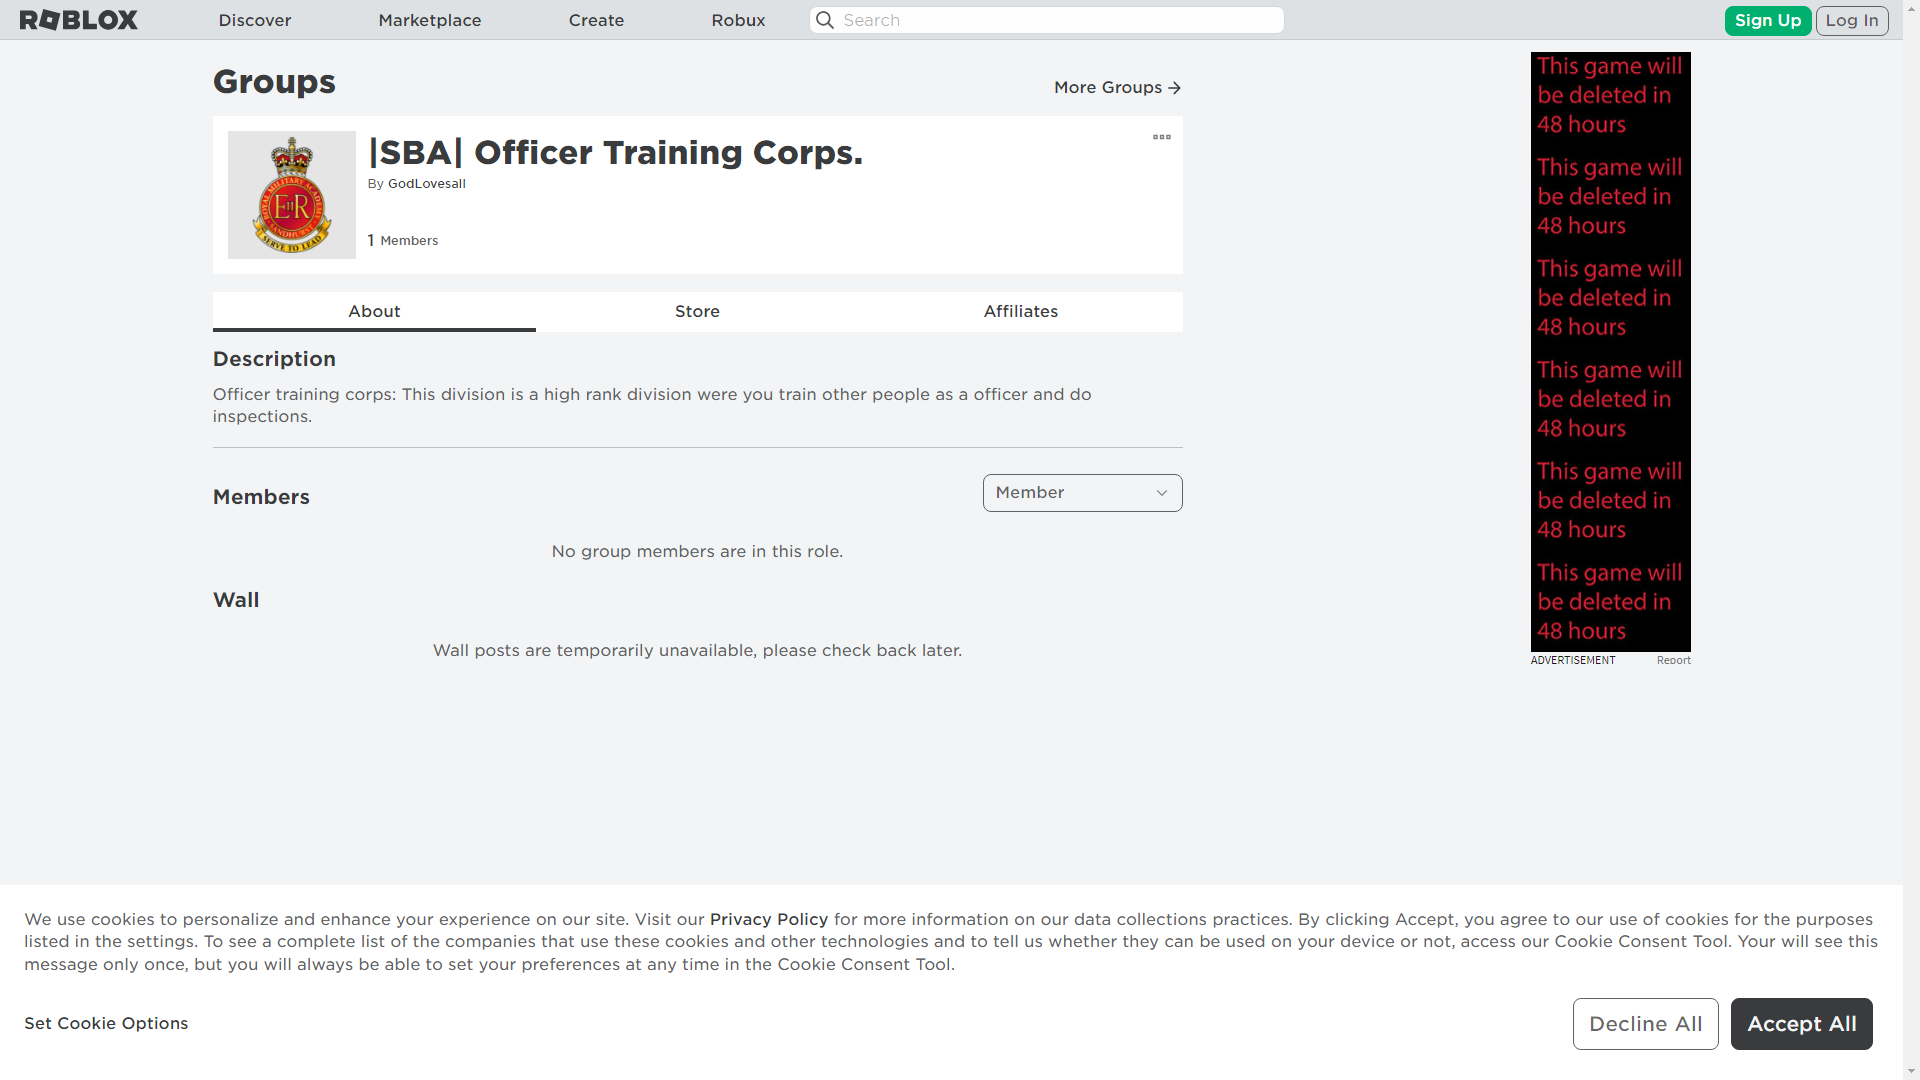 ROBLOX
Discover
Marketplace
Create
Robux
Search
Sign Up
Log In
Groups
More Groups
|SBA| Officer Training Corps.
By GodLovesall
1 Members
ROYAL MILITARY ACADEMY
EIIR
SANDHURST
SERVE TO LEAD
About
Store
Affiliates
Description
Officer training corps: This division is a high rank division were you train other people as a officer and do
inspections.
Members
Member
No group members are in this role.
Wall
Wall posts are temporarily unavailable, please check back later.
This game will
be deleted in
48 hours
This game will
be deleted in
48 hours
This game will
be deleted in
48 hours
This game will
be deleted in
48 hours
This game will
be deleted in
48 hours
This game will
be deleted in
48 hours
ADVERTISEMENT
Report
We use cookies to personalize and enhance your experience on our site. Visit our Privacy Policy for more information on our data collections practices. By clicking Accept, you agree to our use of cookies for the purposes
listed in the settings. To see a complete list of the companies that use these cookies and other technologies and to tell us whether they can be used on your device or not, access our Cookie Consent Tool. Your will see this
message only once, but you will always be able to set your preferences at any time in the Cookie Consent Tool.
Set Cookie Options
Decline All
Accept All